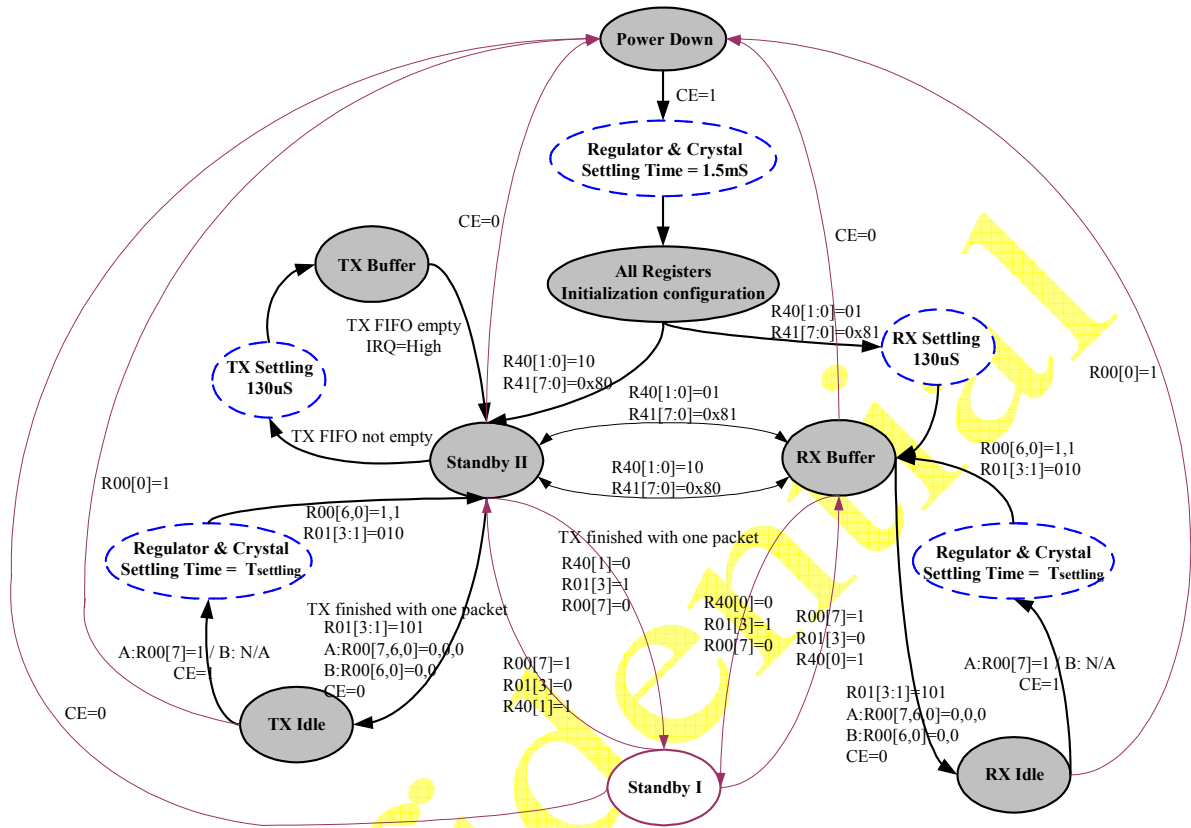 Power Down
CE=1
Regulator & Crystal
Settling Time = 1.5mS
CE=0
CE=0
TX Buffer
All Registers
Initialization configuration
TX FIFO empty
IRQ=High
R40[1:0]=01
R41[7:0]=0x81
RX Settling
130uS
TX Settling
130uS
R40[1:0]=10
R41[7:0]=0x80
R00[0]=1
R40[1:0]=01
R41[7:0]=0x81
TX FIFO not empty
Standby II
RX Buffer
R00[6,0]=1,1
R01[3:1]=010
R40[1:0]=10
R41[7:0]=0x80
R00[0]=1
R00[6,0]=1,1
R01[3:1]=010
Regulator & Crystal
Settling Time = Tsettling
TX finished with one packet
R40[1]=0
R01[3]=1
R00[7]=0
Regulator & Crystal
Settling Time = Tsettling
R40[0]=0
R01[3]=1
R00[7]=0
R00[7]=1
R01[3]=0
R40[0]=1
TX finished with one packet
R01[3:1]=101
A:R00[7,6,0]=0,0,0
B:R00[6,0]=0,0
CE=0
A:R00[7]=1 / B: N/A
CE=1
R00[7]=1
R01[3]=0
R40[1]=1
A:R00[7]=1 / B: N/A
CE=1
R01[3:1]=101
A:R00[7,6,0]=0,0,0
B:R00[6,0]=0,0
CE=0
CE=0
TX Idle
Standby I
RX Idle
idential